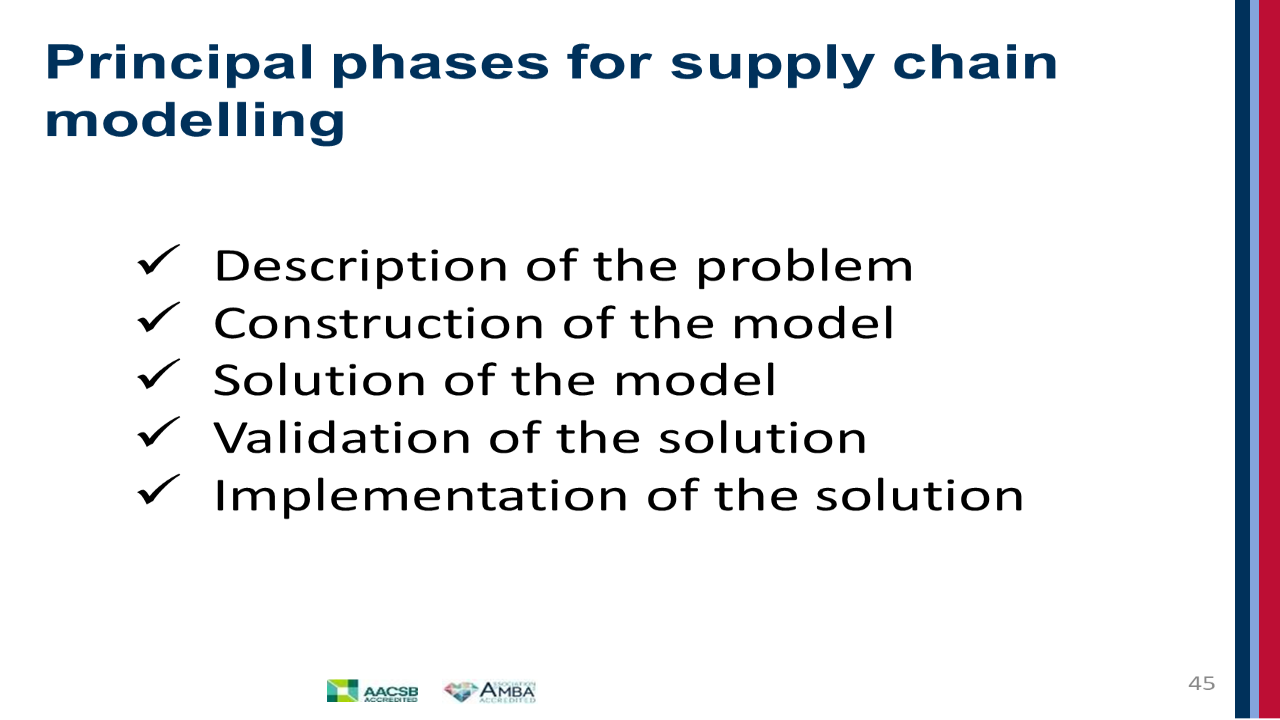 Principal phases for supply chain
modelling
✓ Description of the problem
✓ Construction of the model
✓ Solution of the model
✓ Validation of the solution
✓ Implementation of the solution
AACSB
ACCREDITED
ASSOCIATION
AMBA
ACCREDITED
45